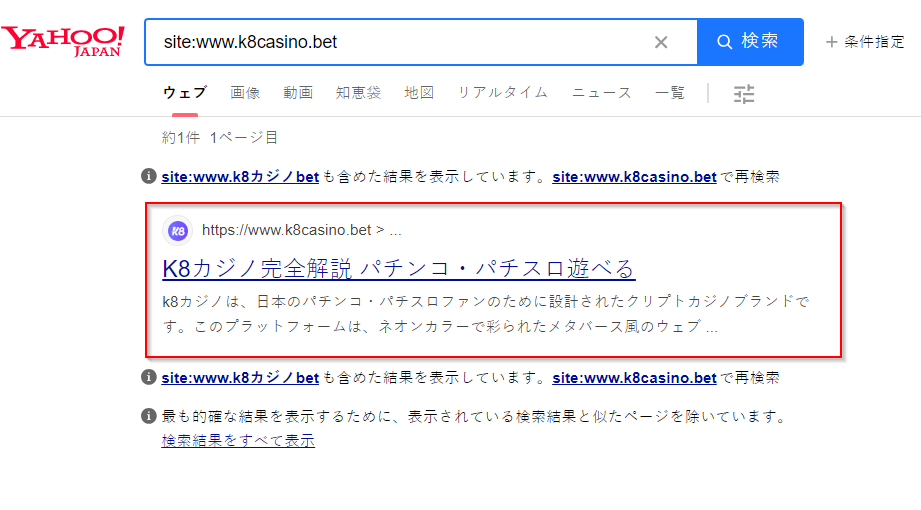 YAHOO!
JAPAN
site:www.k8casino.bet
検索
条件指定
ウェブ 画像 動画 知恵袋 地図 リアルタイム ニュース 一覧
約1件 1ページ目
site:www.k8カジノbet も含めた結果を表示しています。site:www.k8casino.bet で再検索
K8 https://www.k8casino.bet > ...
K8カジノ完全解説 パチンコ・パチスロ遊べる
k8カジノは、日本のパチンコ・パチスロファンのために設計されたクリプトカジノブランドで
す。このプラットフォームは、ネオンカラーで彩られたメタバース風のウェブ ...
site:www.k8カジノbet も含めた結果を表示しています。site:www.k8casino.bet で再検索
最も的確な結果を表示するために、表示されている検索結果と似たページを除いています。
検索結果をすべて表示